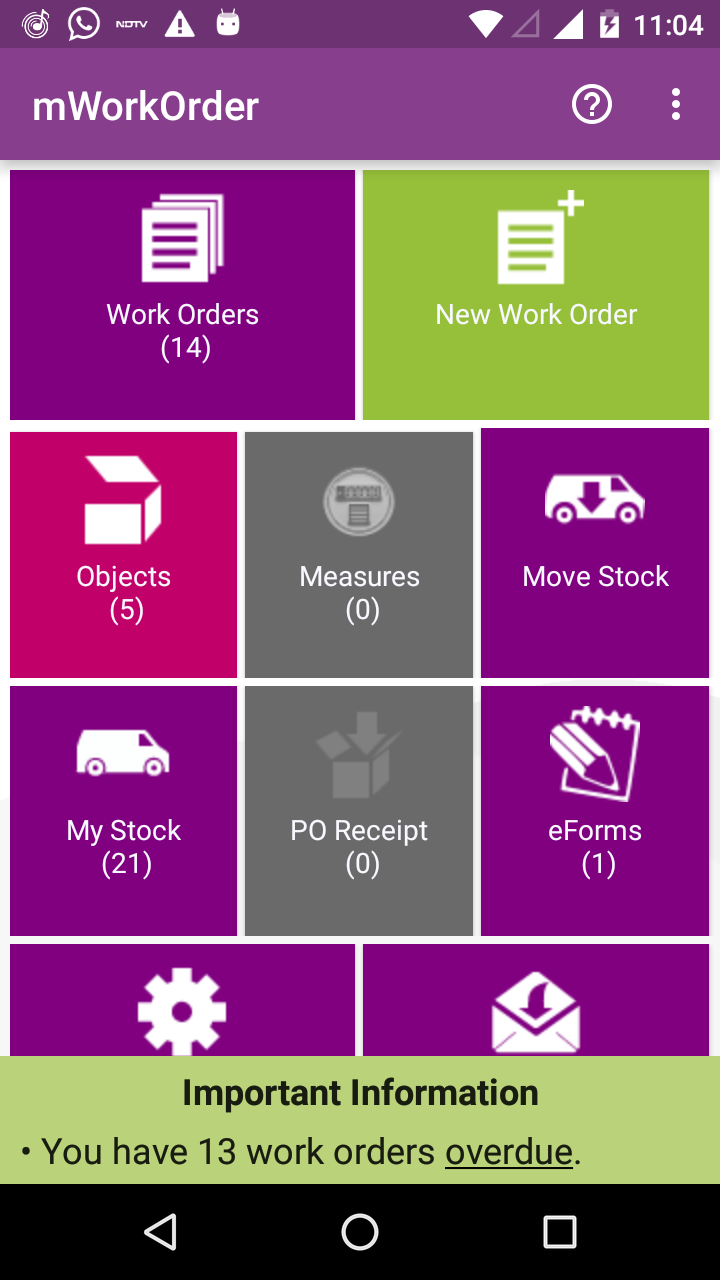 NDTV
11:04
mWorkOrder
Work Orders
(14)
New Work Order
Objects
(5)
Measures
(0)
Move Stock
My Stock
(21)
PO Receipt
(0)
eForms
(1)
Important Information
• You have 13 work orders overdue.